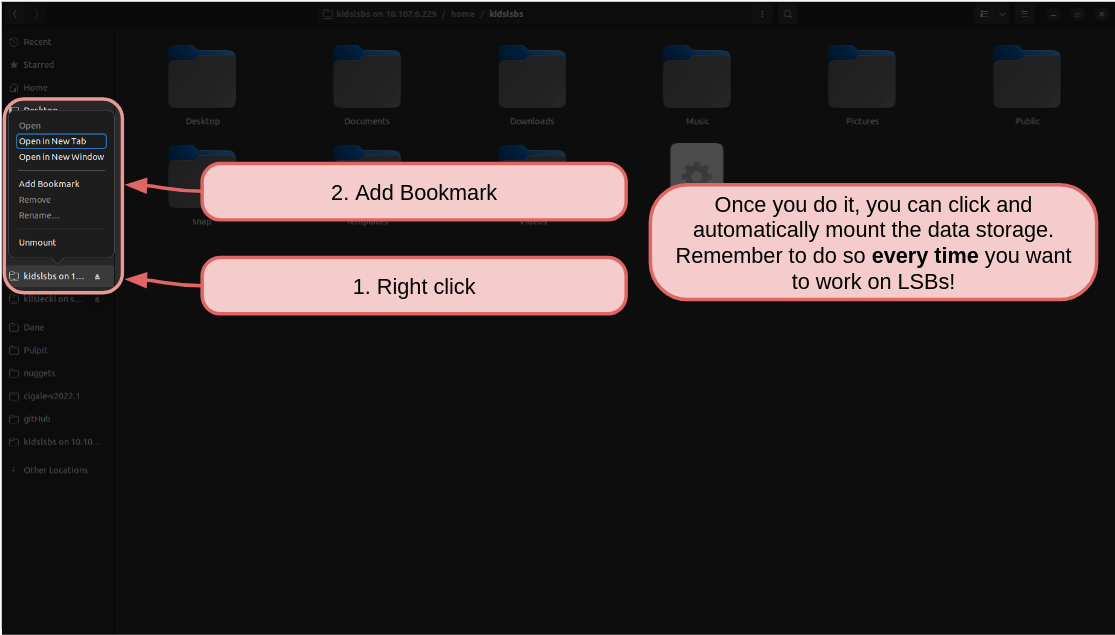 kidslsbs on 10.107.0.229 / home / kidslsbs
Recent
Starred
Home
Desktop
Open
Open in New Tab
Open in New Window
Add Bookmark
Remove
Rename...
Unmount
kidslsbs on 1...
klisiecki on s...
Dane
Pulpit
nuggets
cigale-v2022.1
gitHub
kidslsbs on 10.10...
+ Other Locations
Desktop
Documents
Downloads
Music
Pictures
Public
snap
Templates
Videos
2. Add Bookmark
1. Right click
Once you do it, you can click and
automatically mount the data storage.
Remember to do so every time you want
to work on LSBs!